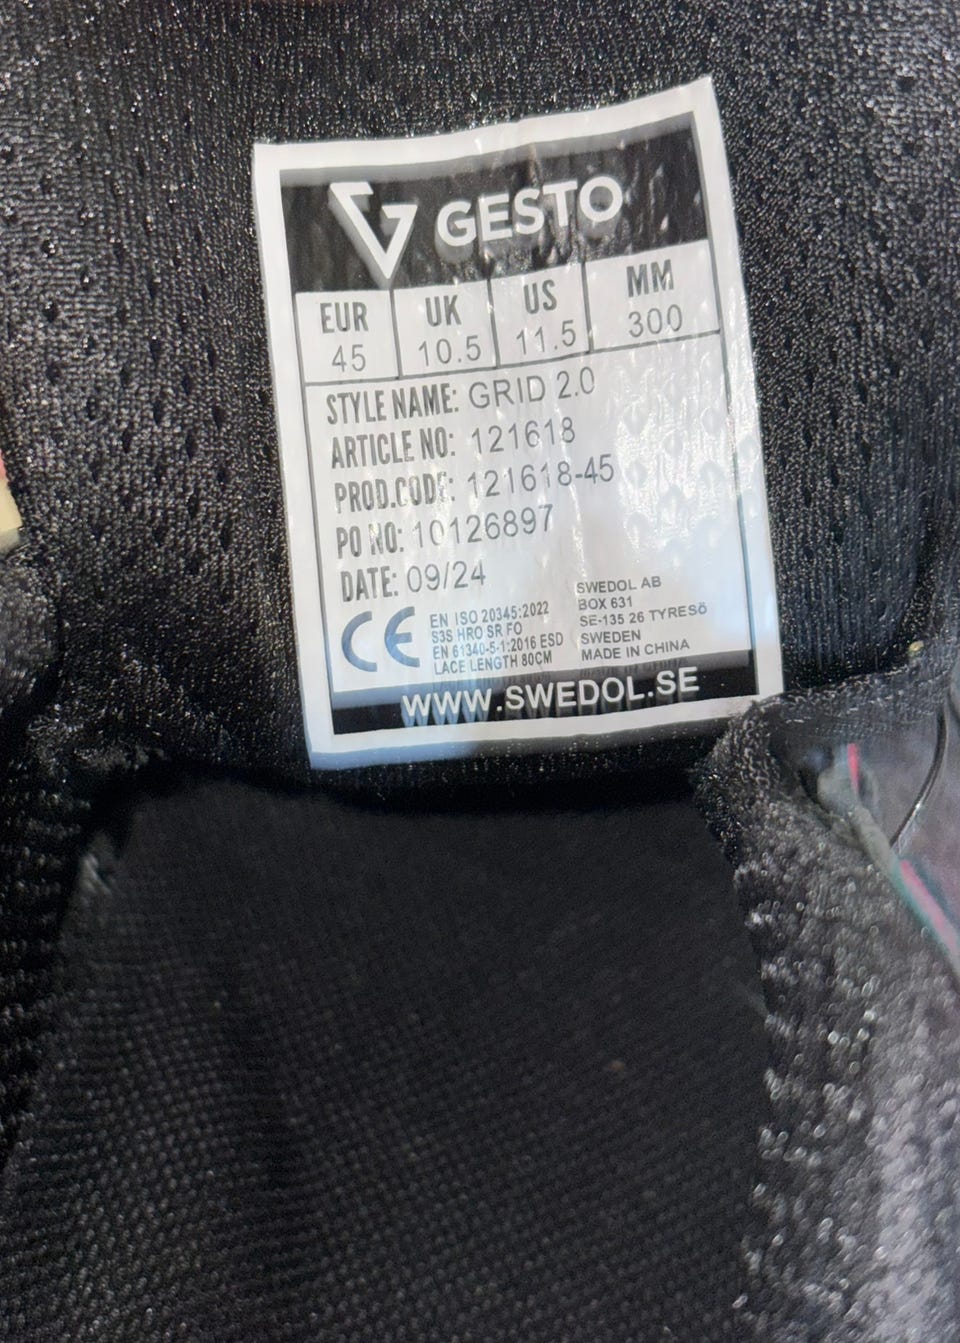 GESTO
EUR UK US MM
45 10.5 11.5 300
STYLE NAME: GRID 2.0
ARTICLE NO: 121618
PROD.CODE: 121618-45
PO NO: 10126897
DATE: 09/24
CE
EN ISO 20345:2022
S3S HRO SR FO
EN 61340-5-1:2016 ESD
LACE LENGTH 80CM
SWEDOL AB
BOX 631
SE-135 26 TYRESÖ
SWEDEN
MADE IN CHINA
WWW.SWEDOL.SE